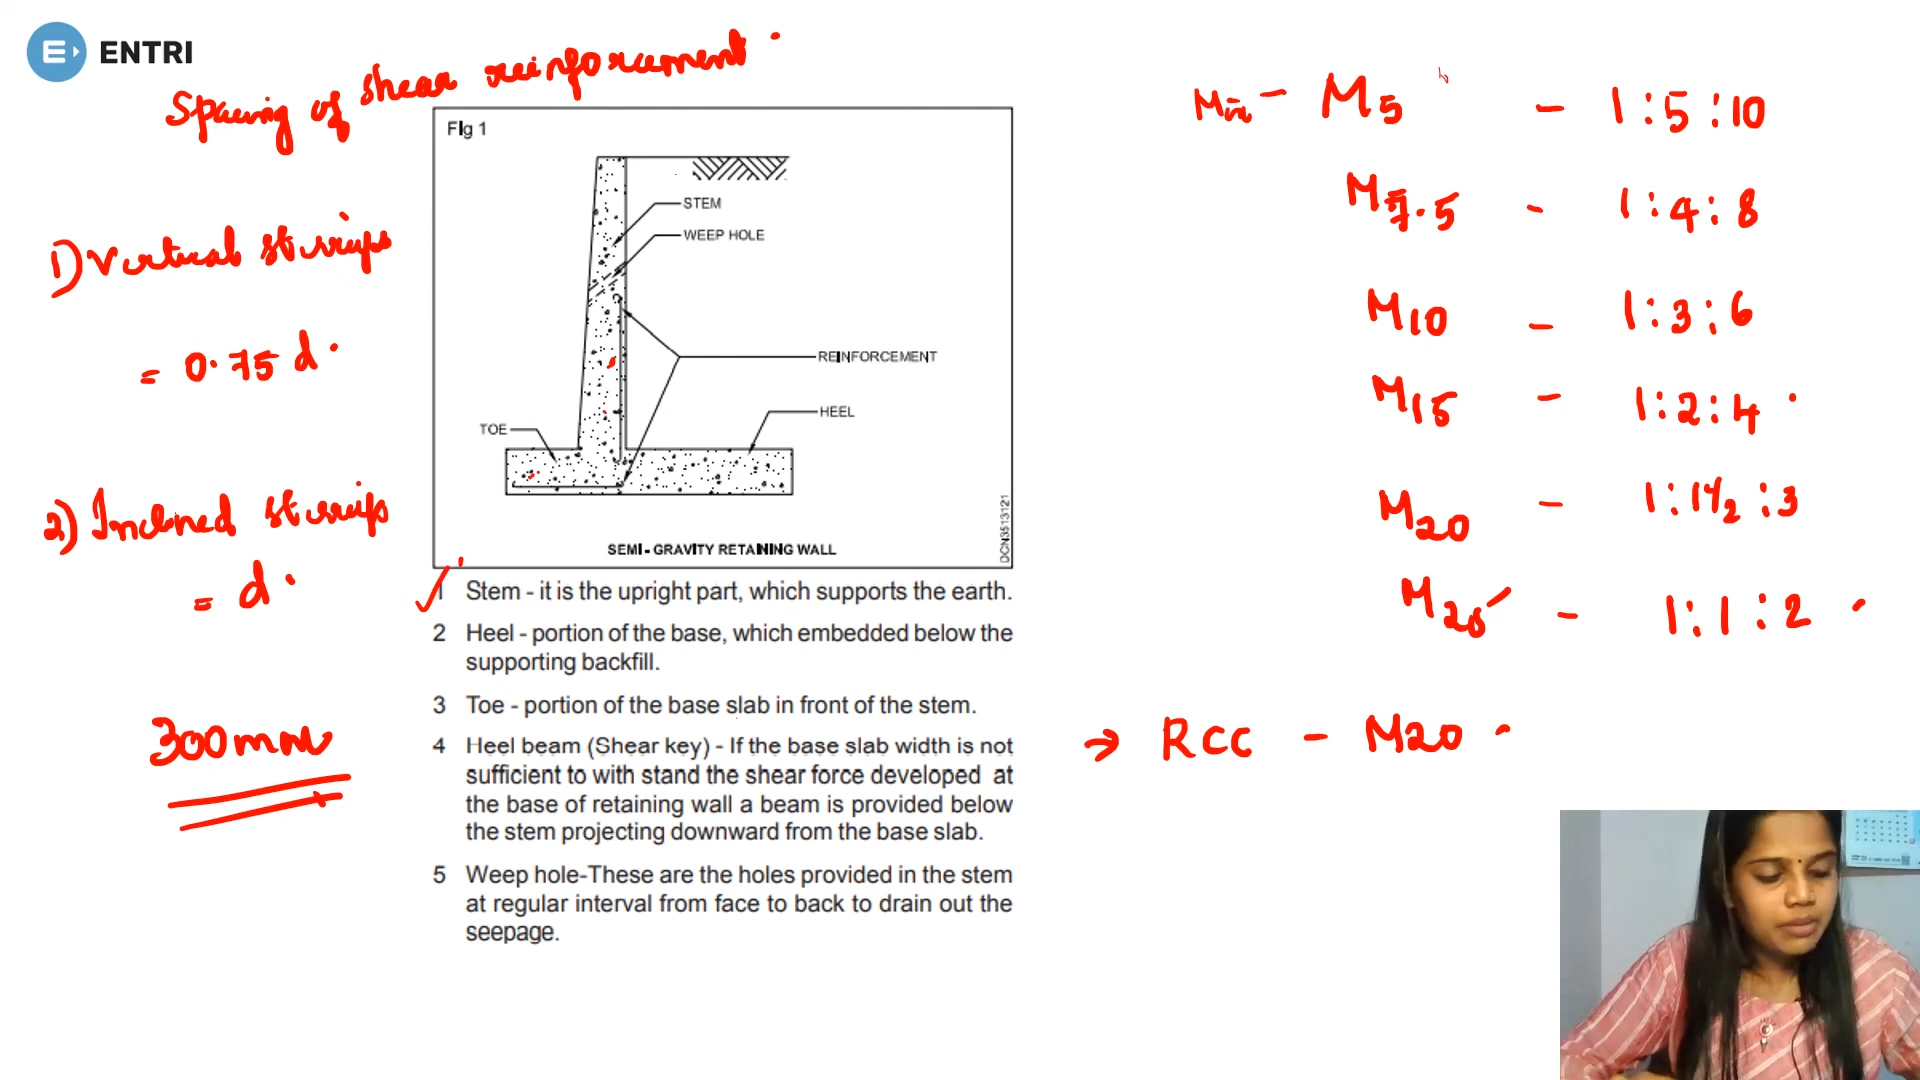 ENTRI
Spacing of shear reinforcement
1) Vertical stirrups
= 0.75 d.
2) Inclined stirrups
= d.
300mm
Fig 1
STEM
WEEP HOLE
REINFORCEMENT
HEEL
TOE
DCN3513121
SEMI - GRAVITY RETAINING WALL
1 Stem - it is the upright part, which supports the earth.
2 Heel - portion of the base, which embedded below the
supporting backfill.
3 Toe - portion of the base slab in front of the stem.
4 Heel beam (Shear key) - If the base slab width is not
sufficient to with stand the shear force developed at
the base of retaining wall a beam is provided below
the stem projecting downward from the base slab.
5 Weep hole-These are the holes provided in the stem
at regular interval from face to back to drain out the
seepage.
Mix - M5 - 1:5:10
M7.5 - 1:4:8
M10 - 1:3:6
M15 - 1:2:4
M20 - 1:1½:3
M25 - 1:1:2
→ RCC - M20